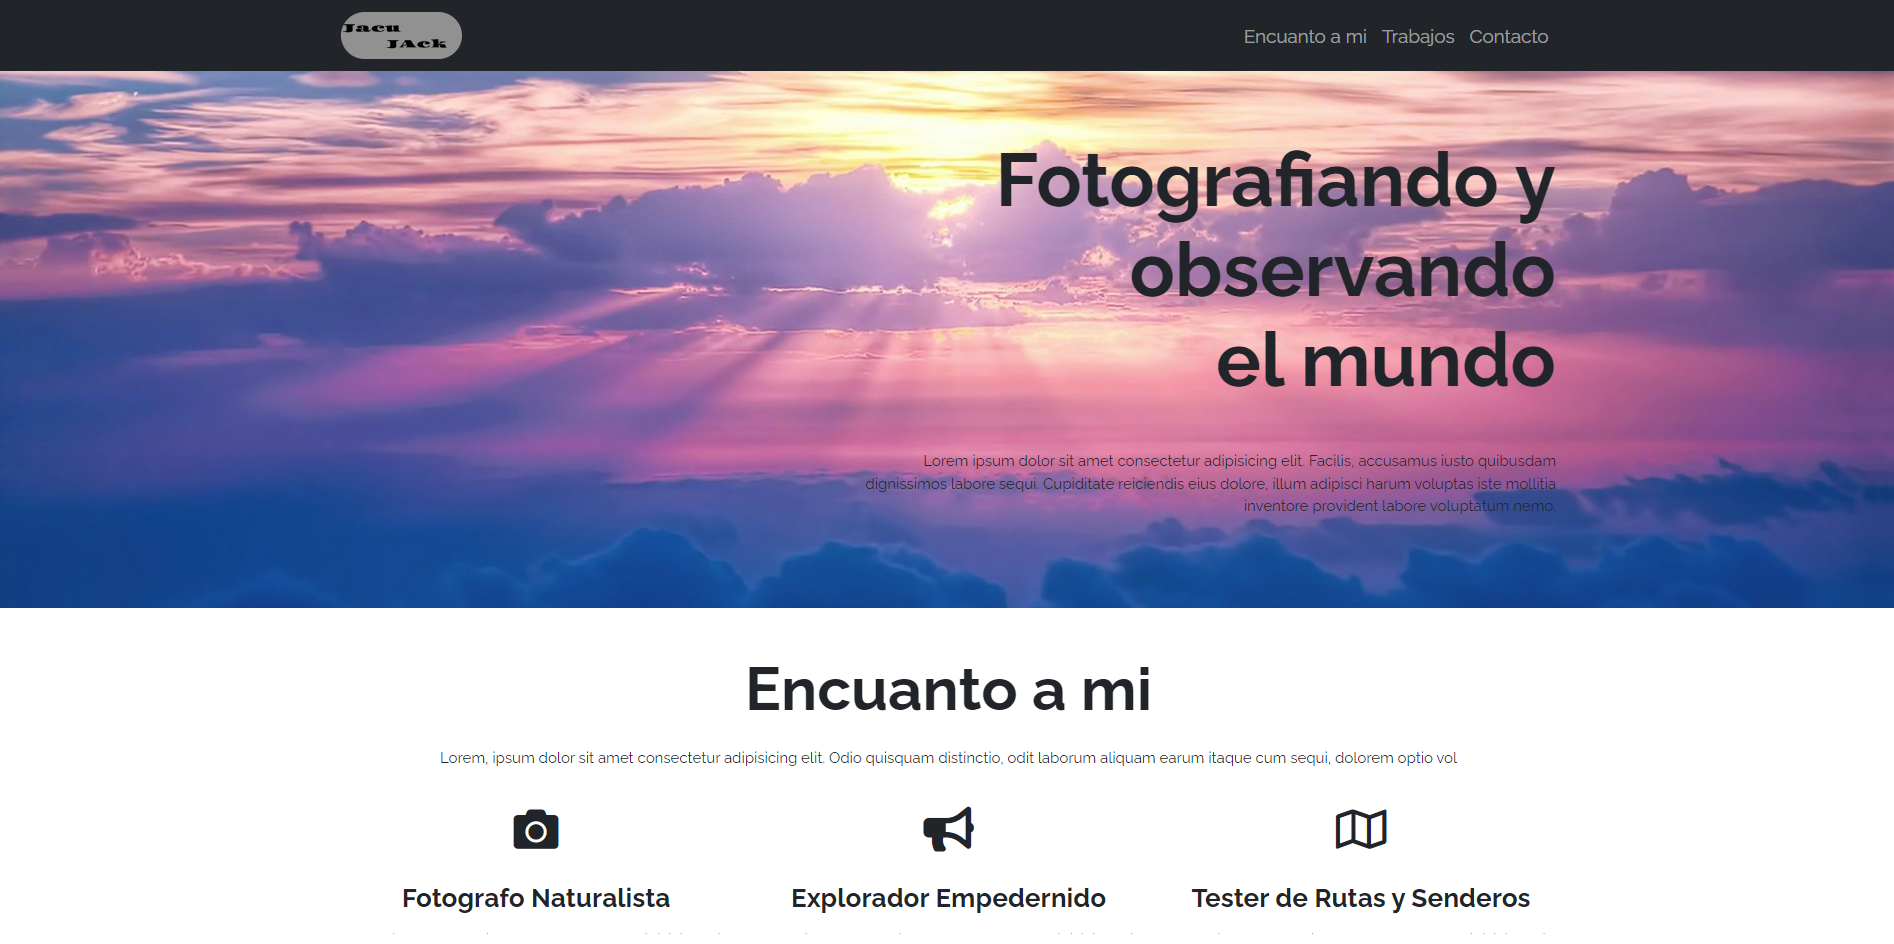 Jacu
JAck
Encuanto a mi Trabajos Contacto
Fotografiando y
observando
el mundo
Lorem ipsum dolor sit amet consectetur adipisicing elit. Facilis, accusamus iusto quibusdam
dignissimos labore sequi. Cupiditate reiciendis eius dolore, illum adipisci harum voluptas iste mollitia
inventore provident labore voluptatum nemo.
Encuanto a mi
Lorem, ipsum dolor sit amet consectetur adipisicing elit. Odio quisquam distinctio, odit laborum aliquam earum itaque cum sequi, dolorem optio vol
Fotografo Naturalista
Explorador Empedernido
Tester de Rutas y Senderos